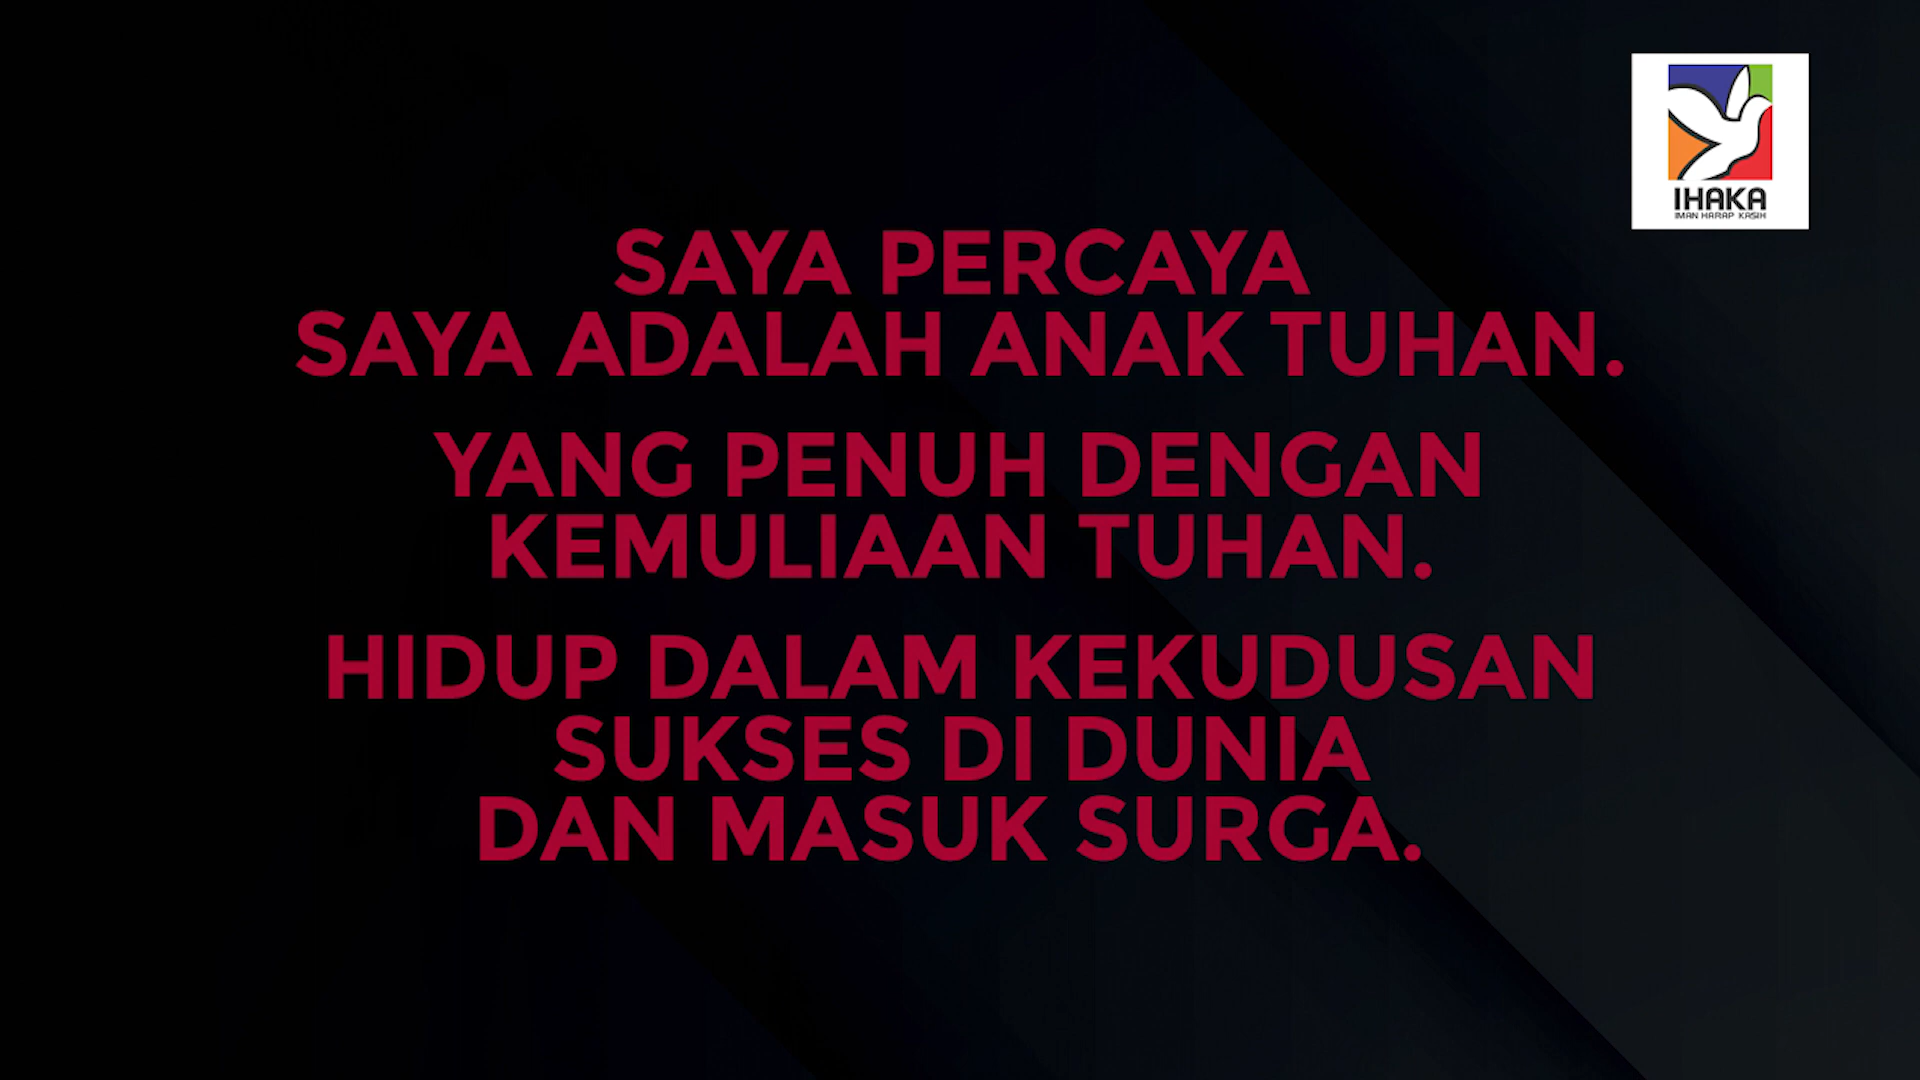 IHAKA
IMAN HARAP KASIH
SAYA PERCAYA
SAYA ADALAH ANAK TUHAN.
YANG PENUH DENGAN
KEMULIAAN TUHAN.
HIDUP DALAM KEKUDUSAN
SUKSES DI DUNIA
DAN MASUK SURGA.